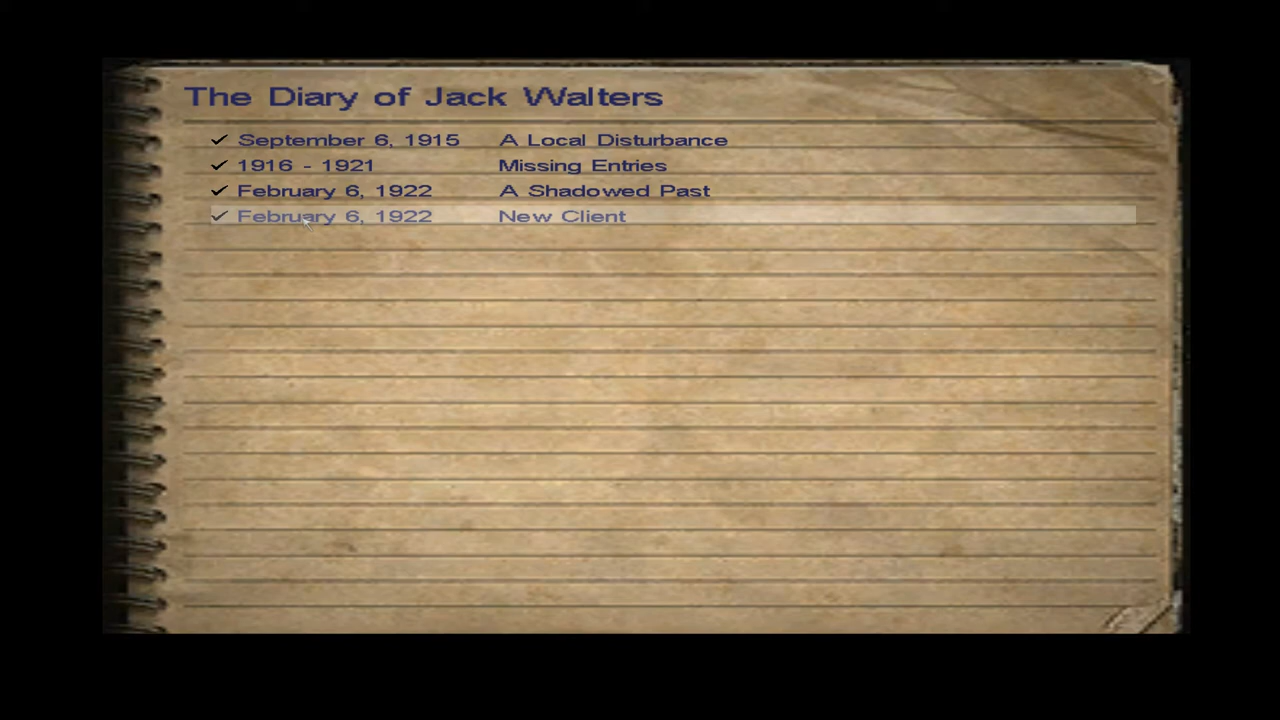 The Diary of Jack Walters
✓ September 6, 1915 A Local Disturbance
✓ 1916 - 1921 Missing Entries
✓ February 6, 1922 A Shadowed Past
✓ February 6, 1922 New Client